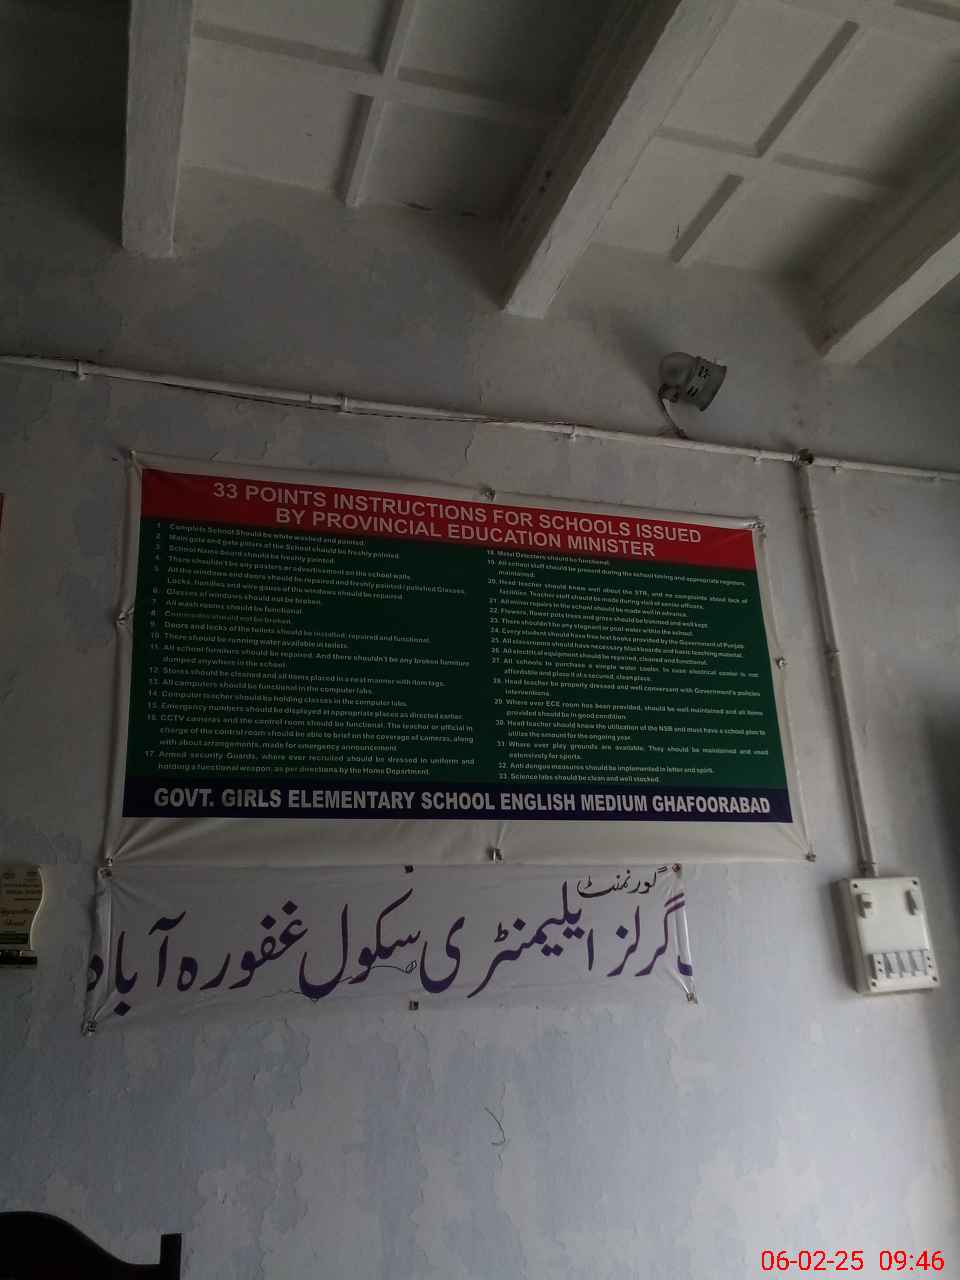 33 POINTS INSTRUCTIONS FOR SCHOOLS ISSUED
BY PROVINCIAL EDUCATION MINISTER
1. Complete School Should be white washed and painted.
2. Main gate and gate pillers of the School should be freshly painted.
3. School Name board should be freshly painted.
4. There shouldn't be any posters or advertisement on the school walls.
5. All the windows and doors should be repaired and freshly painted / polished Glasses,
Locks, handles and wire gauze of the windows should be repaired.
6. Glasses of windows should not be broken.
7. All wash rooms should be functional.
8. Commodes should not be broken.
9. Doors and locks of the toilets should be installed, repaired and functional.
10. There should be running water available in toilets.
11. All school furniture should be repaired. And there shouldn't be any broken furniture
dumped anywhere in the school.
12. Stores should be cleaned and all items placed in a neat manner with item tags.
13. All computers should be functional in the computer labs.
14. Computer teacher should be holding classes in the computer labs.
15. Emergency numbers should be displayed at appropriate places as directed earlier.
16. CCTV cameras and the control room should be functional. The teacher or official in
charge of the control room should be able to brief on the coverage of cameras, along
with about arrangements, made for emergency announcement.
17. Armed security Guards, where ever recruited should be dressed in uniform and
holding a functional weapon, as per directions by the Home Department.
18. Metal Detectors should be functional.
19. All school staff should be present during the school timing and appropriate registers,
maintained.
20. Head teacher should know well about the STR, and no complaints about lack of
facilities. Teacher staff should be made during visit of senior officers.
21. All minor repairs in the school should be made well in advance.
22. Flowers, flower pots trees and grass should be trimmed and well kept.
23. There shouldn't be any stagnant or pool water within the school.
24. Every student should have free text books provided by the Government of Punjab.
25. All classrooms should have necessary blackboards and basic teaching material.
26. All electrical equipment should be repaired, cleaned and functional.
27. All schools to purchase a single water cooler. In case electrical cooler is not
affordable and place it at a secured, clean place.
28. Head teacher be properly dressed and well conversant with Government's policies
interventions.
29. Where ever ECE room has been provided, should be well maintained and all items
provided should be in good condition.
30. Head teacher should know the utilization of the NSB and must have a school plan to
utilize the amount for the ongoing year.
31. Where ever play grounds are available. They should be maintained and used
extensively for sports.
32. Anti dengue measures should be implemented in letter and spirit.
33. Science labs should be clean and well stocked.
GOVT. GIRLS ELEMENTARY SCHOOL ENGLISH MEDIUM GHAFOORABAD
گورنمنٹ
گرلز ایلیمنٹری سکول غفورہ آباد
06-02-25 09:46